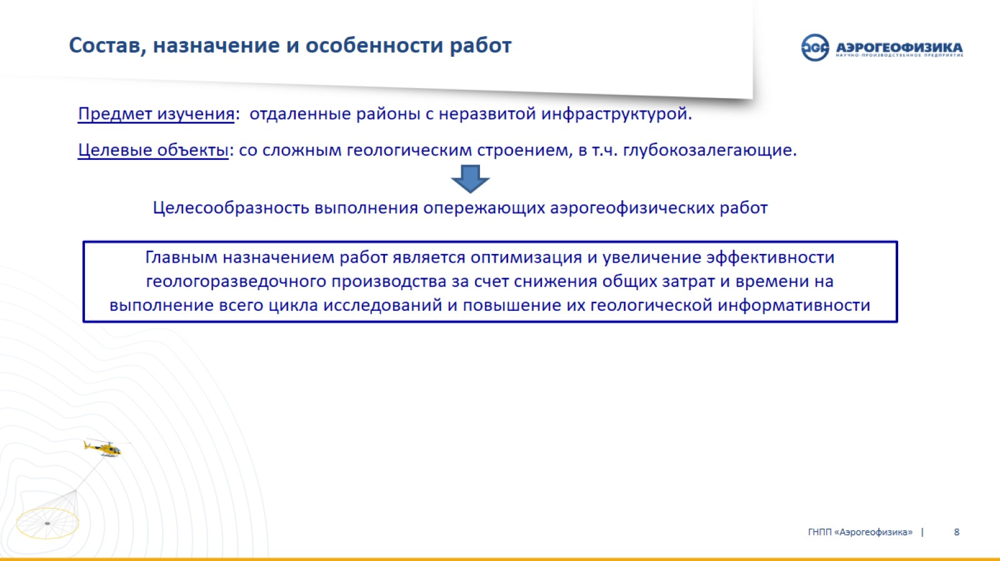 Состав, назначение и особенности работ
АЭРОГЕОФИЗИКА
НАУЧНО-ПРОИЗВОДСТВЕННОЕ ПРЕДПРИЯТИЕ
Предмет изучения: отдаленные районы с неразвитой инфраструктурой.
Целевые объекты: со сложным геологическим строением, в т.ч. глубокозалегающие.
Целесообразность выполнения опережающих аэрогеофизических работ
Главным назначением работ является оптимизация и увеличение эффективности
геологоразведочного производства за счет снижения общих затрат и времени на
выполнение всего цикла исследований и повышение их геологической информативности
ГНПП «Аэрогеофизика» | 8